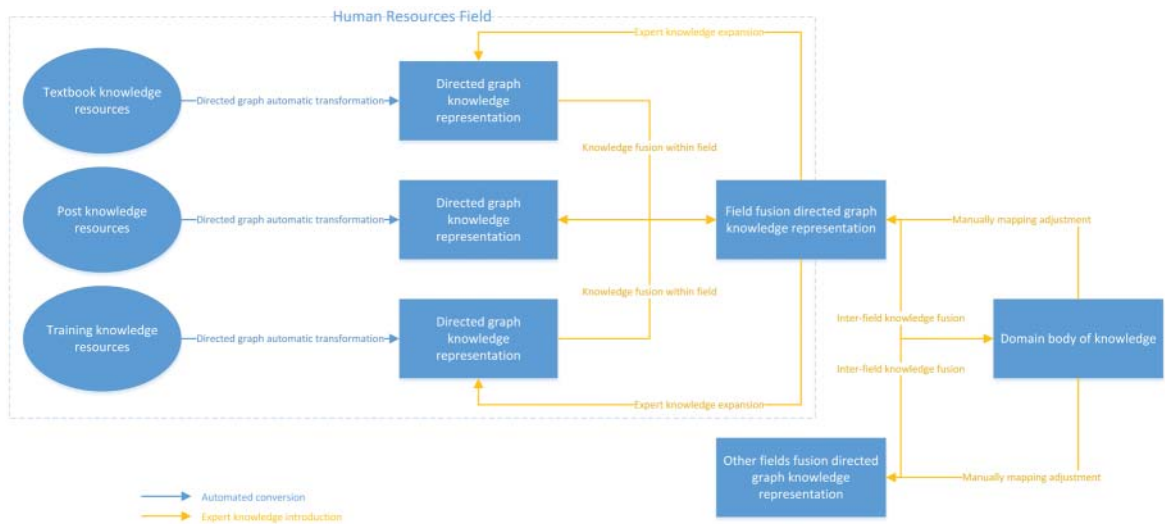 Human Resources Field
Expert knowledge expansion
Textbook knowledge
resources
Directed graph automatic transformation
Directed graph
knowledge
representation
Knowledge fusion within field
Post knowledge
resources
Directed graph automatic transformation
Directed graph
knowledge
representation
Field fusion directed graph
knowledge representation
Manually mapping adjustment
Knowledge fusion within field
Training knowledge
resources
Directed graph automatic transformation
Directed graph
knowledge
representation
Inter-field knowledge fusion
Domain body of knowledge
Inter-field knowledge fusion
Expert knowledge expansion
Other fields fusion directed
graph knowledge
representation
Manually mapping adjustment
Automated conversion
Expert knowledge introduction